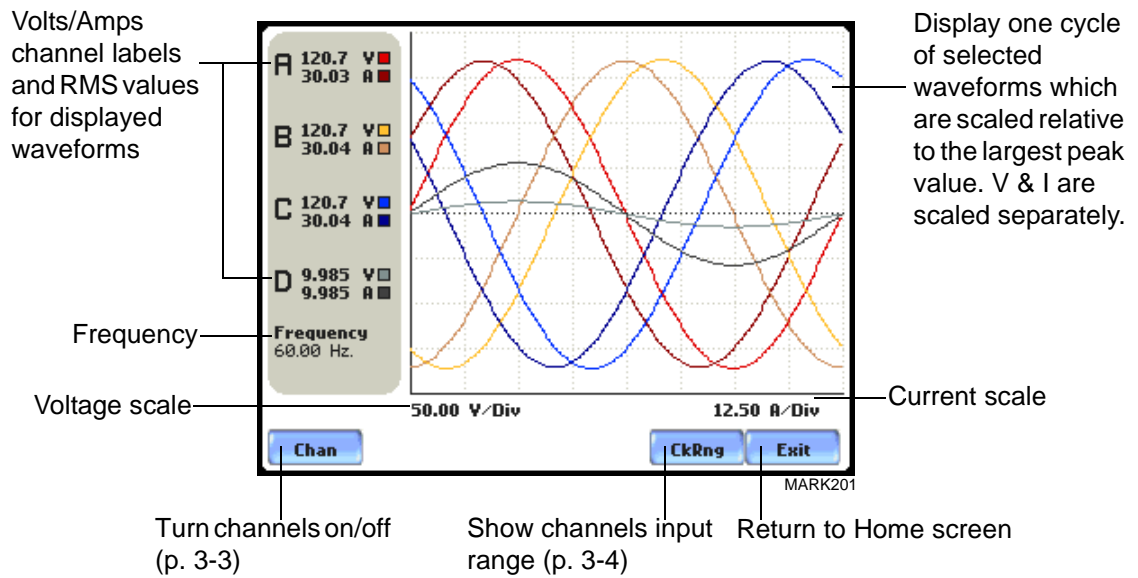 Volts/Amps
channel labels
and RMS values
for displayed
waveforms
Frequency
Voltage scale
A 120.7 V
30.03 A
B 120.7 V
30.04 A
C 120.7 V
30.04 A
D 9.985 V
9.985 A
Frequency
60.00 Hz.
50.00 V/Div
12.50 A/Div
Chan
CkRng
Exit
MARK201
Display one cycle
of selected
waveforms which
are scaled relative
to the largest peak
value. V & I are
scaled separately.
Current scale
Turn channels on/off
(p. 3-3)
Show channels input
range (p. 3-4)
Return to Home screen